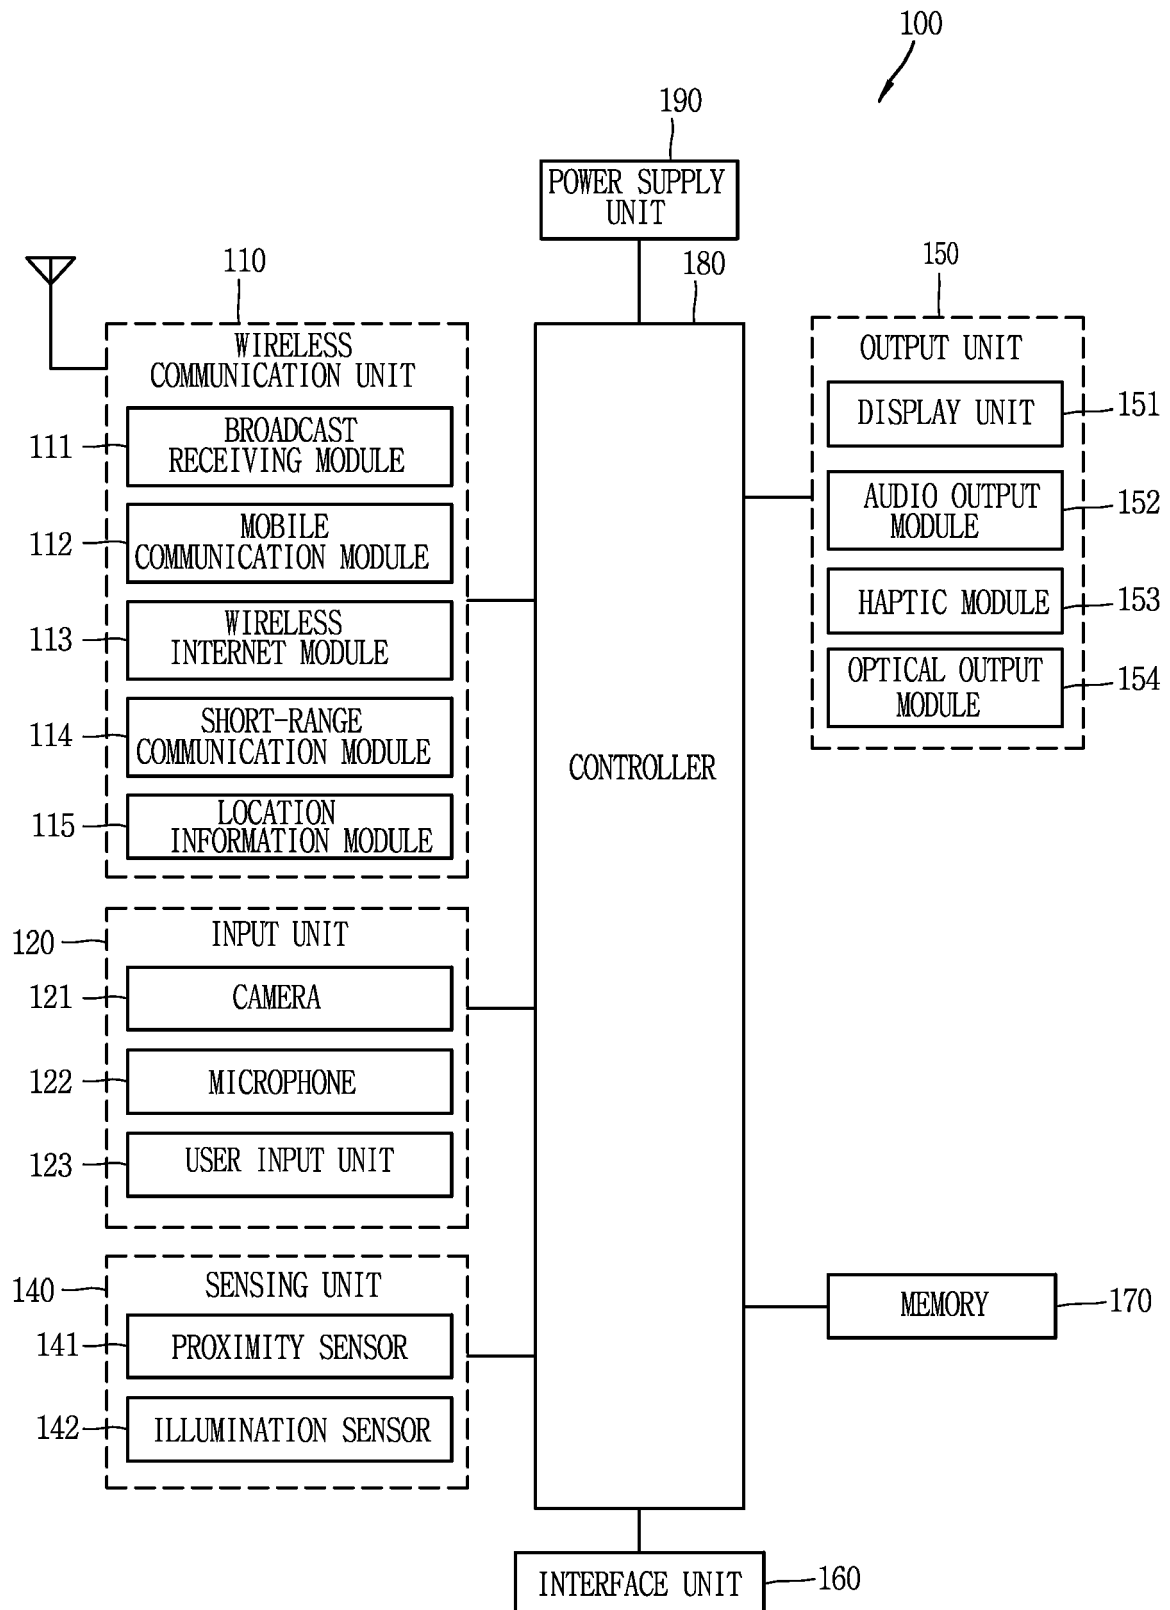 100
190
POWER SUPPLY
UNIT
110
180
150
WIRELESS
COMMUNICATION UNIT
111
BROADCAST
RECEIVING MODULE
112
MOBILE
COMMUNICATION MODULE
113
WIRELESS
INTERNET MODULE
114
SHORT-RANGE
COMMUNICATION MODULE
115
LOCATION
INFORMATION MODULE
120
INPUT UNIT
121
CAMERA
122
MICROPHONE
123
USER INPUT UNIT
140
SENSING UNIT
141
PROXIMITY SENSOR
142
ILLUMINATION SENSOR
CONTROLLER
OUTPUT UNIT
DISPLAY UNIT
151
AUDIO OUTPUT
MODULE
152
HAPTIC MODULE
153
OPTICAL OUTPUT
MODULE
154
MEMORY
170
INTERFACE UNIT
160